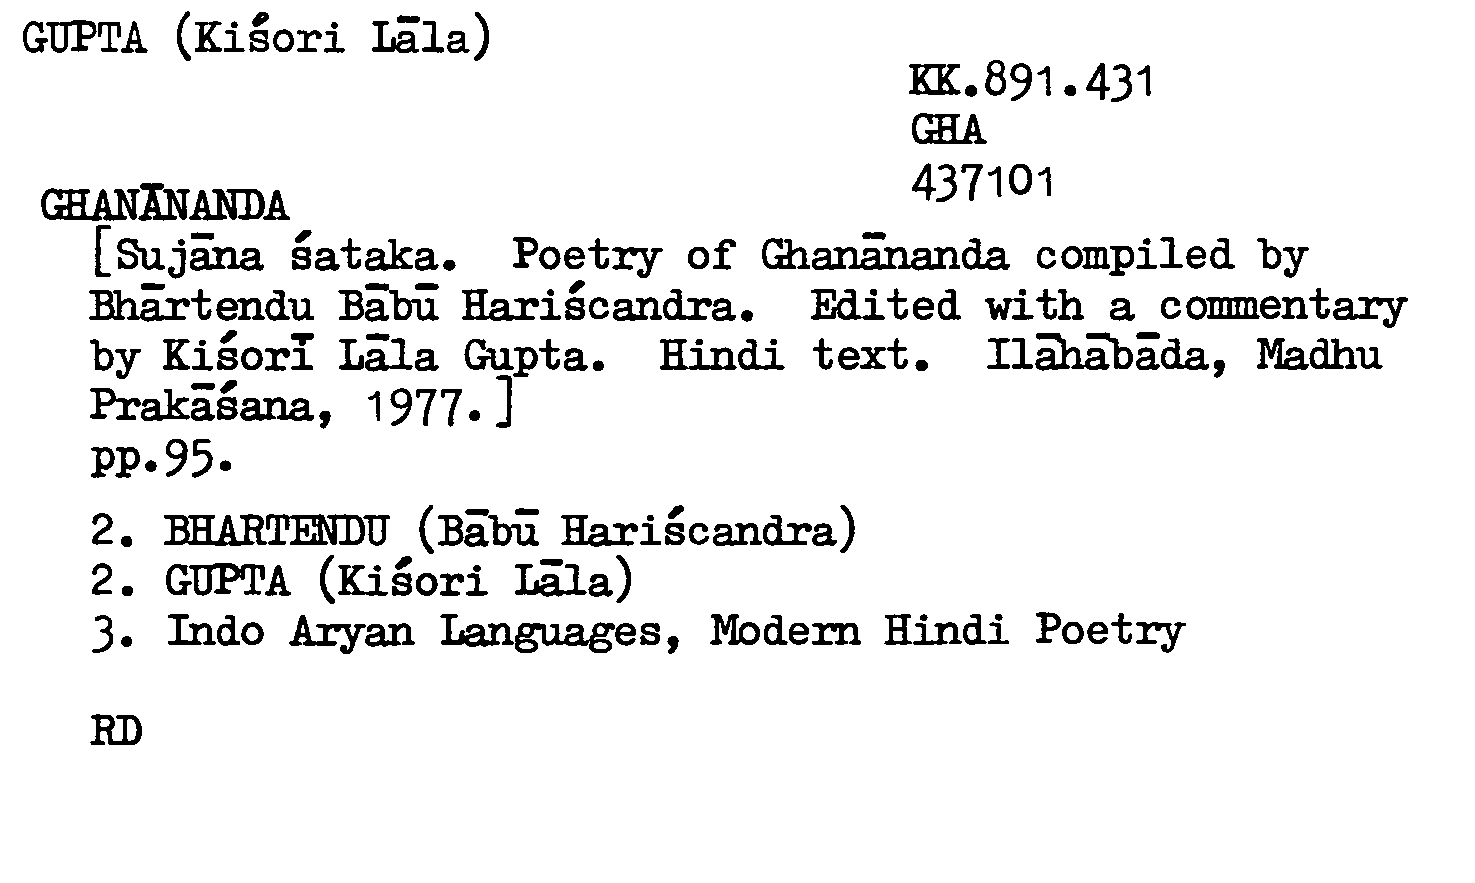 GUPTA (Kiśori Lāla)
KK.891.431
GHA
437101
GHANĀNANDA
[Sujāna śataka. Poetry of Ghanānanda compiled by
Bhārtendu Bābū Hariścandra. Edited with a commentary
by Kiśorī Lāla Gupta. Hindi text. Ilāhābāda, Madhu
Prakāśana, 1977.]
pp.95.
2. BHARTENDU (Bābū Hariścandra)
2. GUPTA (Kiśori Lāla)
3. Indo Aryan Languages, Modern Hindi Poetry
RD